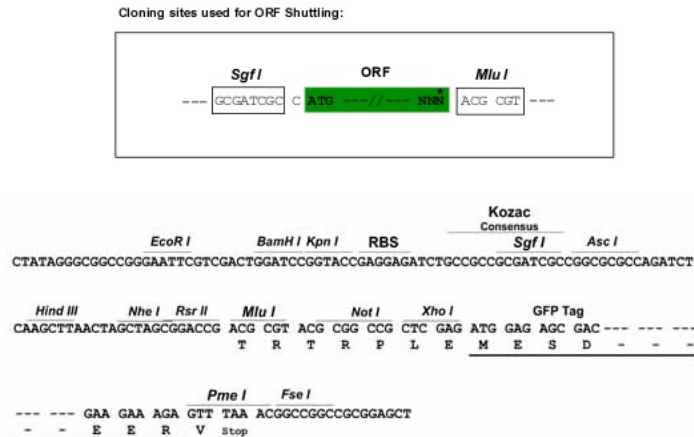 Cloning sites used for ORF Shuttling:
Sgf I ORF Mlu I
--- GCGATCGC C ATG ---//--- NNN* ACG CGT ---
Kozac
Consensus
EcoR I BamH I Kpn I RBS Sgf I Asc I
CTATAGGGCGGCCGGGAATTCGTCGACTGGATCCGGTACCGAGGAGATCTGCCGCCGCGATCGCCGGCGCGCCAGATCT
Hind III Nhe I Rsr II Mlu I Not I Xho I GFP Tag
CAAGCTTAACTAGCTAGCGGACCG ACG CGT ACG CGG CCG CTC GAG ATG GAG AGC GAC --- --- ---
T R T R P L E M E S D - - -
Pme I Fse I
--- --- GAA GAA AGA GTT TAA ACGGCCGGCCGCGGAGCT
- - E E R V Stop